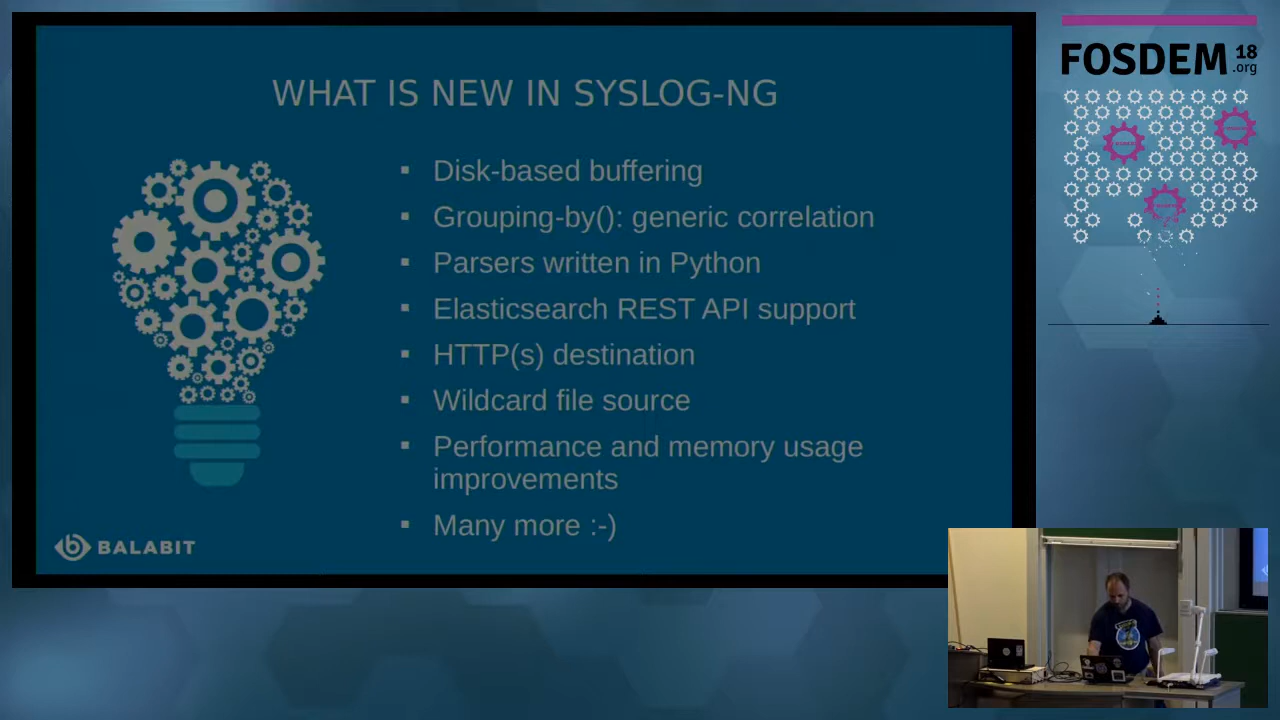 WHAT IS NEW IN SYSLOG-NG
▪ Disk-based buffering
▪ Grouping-by(): generic correlation
▪ Parsers written in Python
▪ Elasticsearch REST API support
▪ HTTP(s) destination
▪ Wildcard file source
▪ Performance and memory usage
improvements
▪ Many more :-)
BALABIT
FOSDEM 18
.org